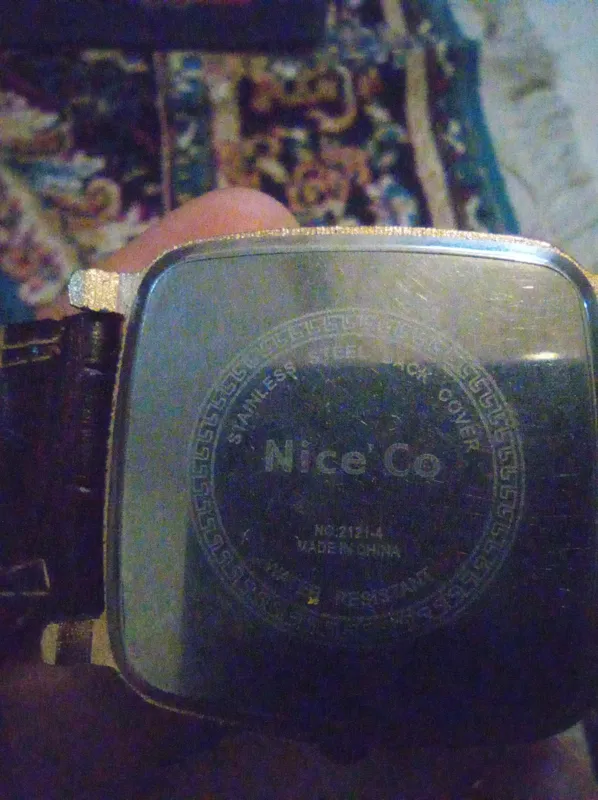 STAINLESS STEEL BACK COVER
Nice'Co
NO.2121-4
MADE IN CHINA
WATER RESISTANT